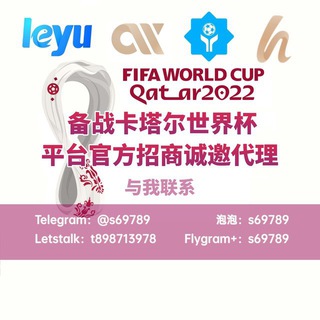 leyu
FIFA WORLD CUP
Qatar2022
备战卡塔尔世界杯
平台官方招商诚邀代理
与我联系
Telegram: @s69789
泡泡: s69789
Letstalk: t898713978
Flygram+: s69789